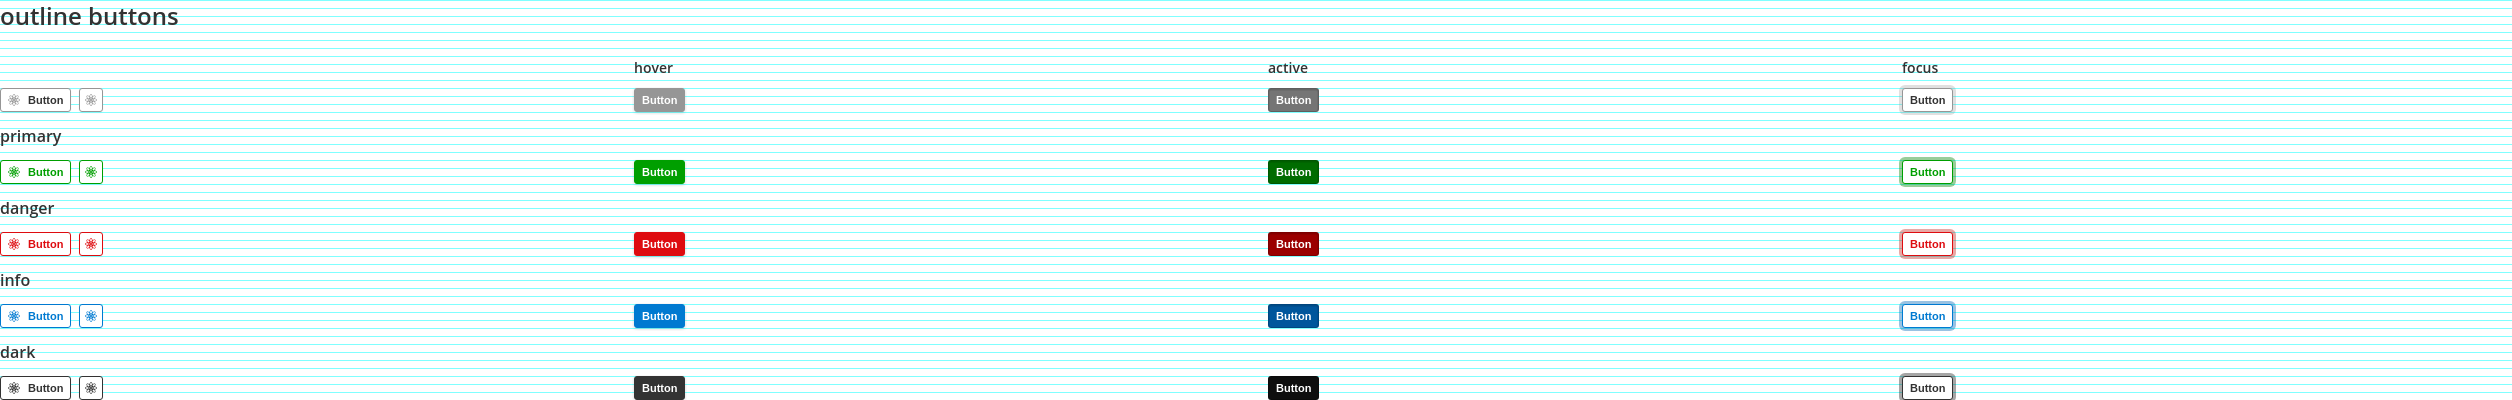 outline buttons
hover active focus
Button Button Button Button
primary
Button Button Button Button
danger
Button Button Button Button
info
Button Button Button Button
dark
Button Button Button Button